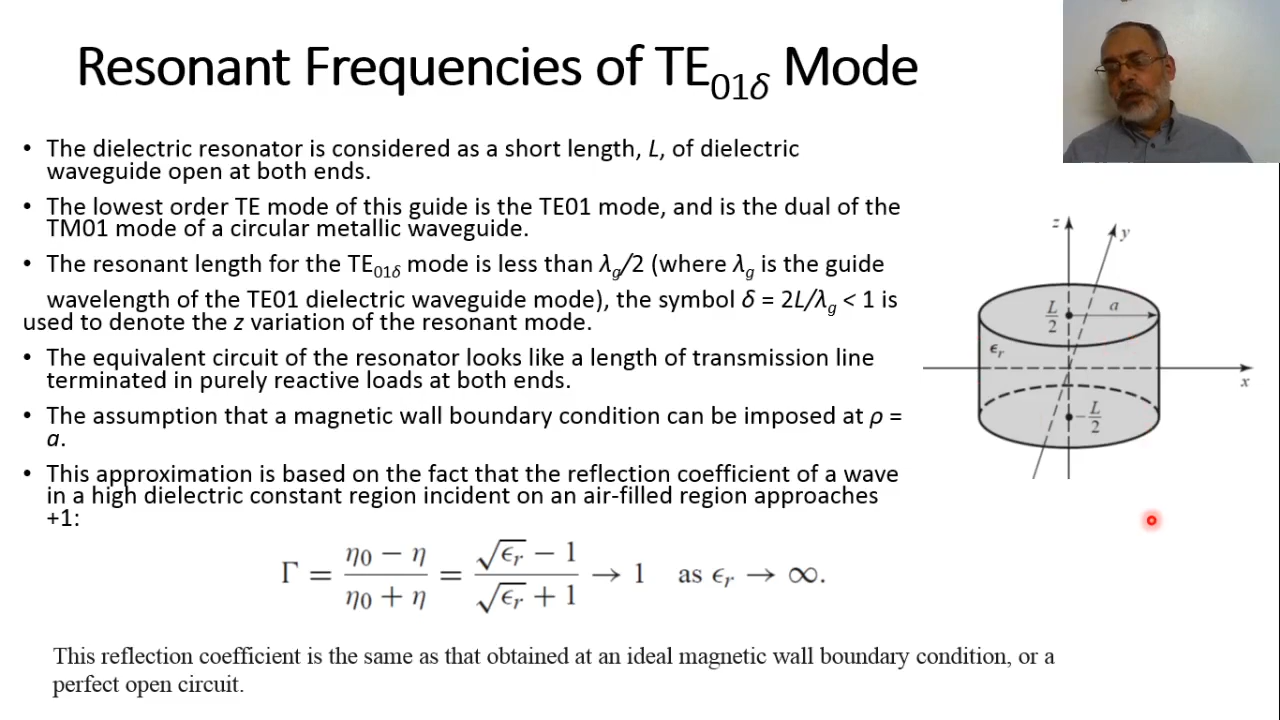 Resonant Frequencies of TE₀₁δ Mode
• The dielectric resonator is considered as a short length, L, of dielectric
waveguide open at both ends.
• The lowest order TE mode of this guide is the TE01 mode, and is the dual of the
TM01 mode of a circular metallic waveguide.
• The resonant length for the TE₀₁δ mode is less than λg/2 (where λg is the guide
wavelength of the TE01 dielectric waveguide mode), the symbol δ = 2L/λg < 1 is
used to denote the z variation of the resonant mode.
• The equivalent circuit of the resonator looks like a length of transmission line
terminated in purely reactive loads at both ends.
• The assumption that a magnetic wall boundary condition can be imposed at ρ =
a.
• This approximation is based on the fact that the reflection coefficient of a wave
in a high dielectric constant region incident on an air-filled region approaches
+1:
Γ = (η₀ − η)/(η₀ + η) = (√ϵr − 1)/(√ϵr + 1) → 1 as ϵr → ∞.
This reflection coefficient is the same as that obtained at an ideal magnetic wall boundary condition, or a
perfect open circuit.
z
y
L/2
a
ϵr
x
−L/2